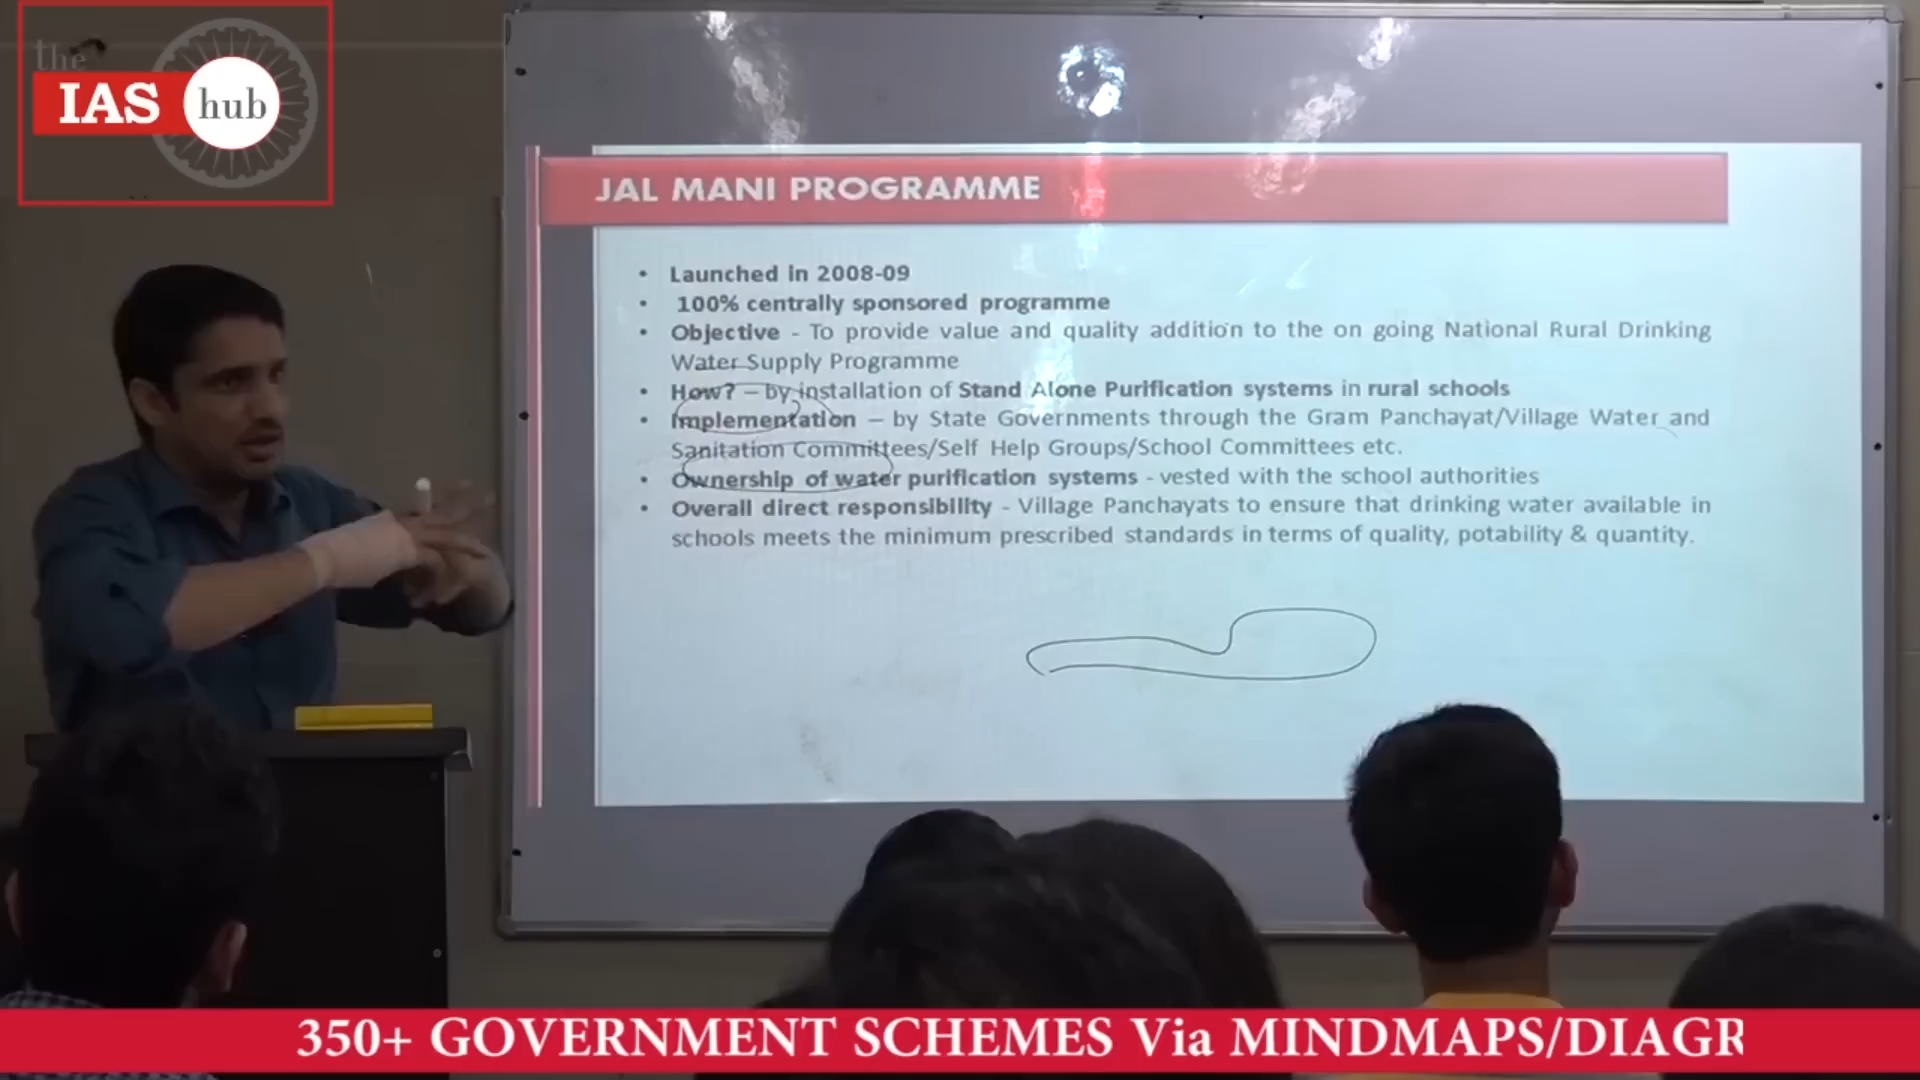 the
IAS hub
JAL MANI PROGRAMME
• Launched in 2008-09
• 100% centrally sponsored programme
• Objective - To provide value and quality addition to the on going National Rural Drinking
Water Supply Programme
• How? – by installation of Stand Alone Purification systems in rural schools
• Implementation – by State Governments through the Gram Panchayat/Village Water and
Sanitation Committees/Self Help Groups/School Committees etc.
• Ownership of water purification systems - vested with the school authorities
• Overall direct responsibility - Village Panchayats to ensure that drinking water available in
schools meets the minimum prescribed standards in terms of quality, potability & quantity.
350+ GOVERNMENT SCHEMES Via MINDMAPS/DIAGR